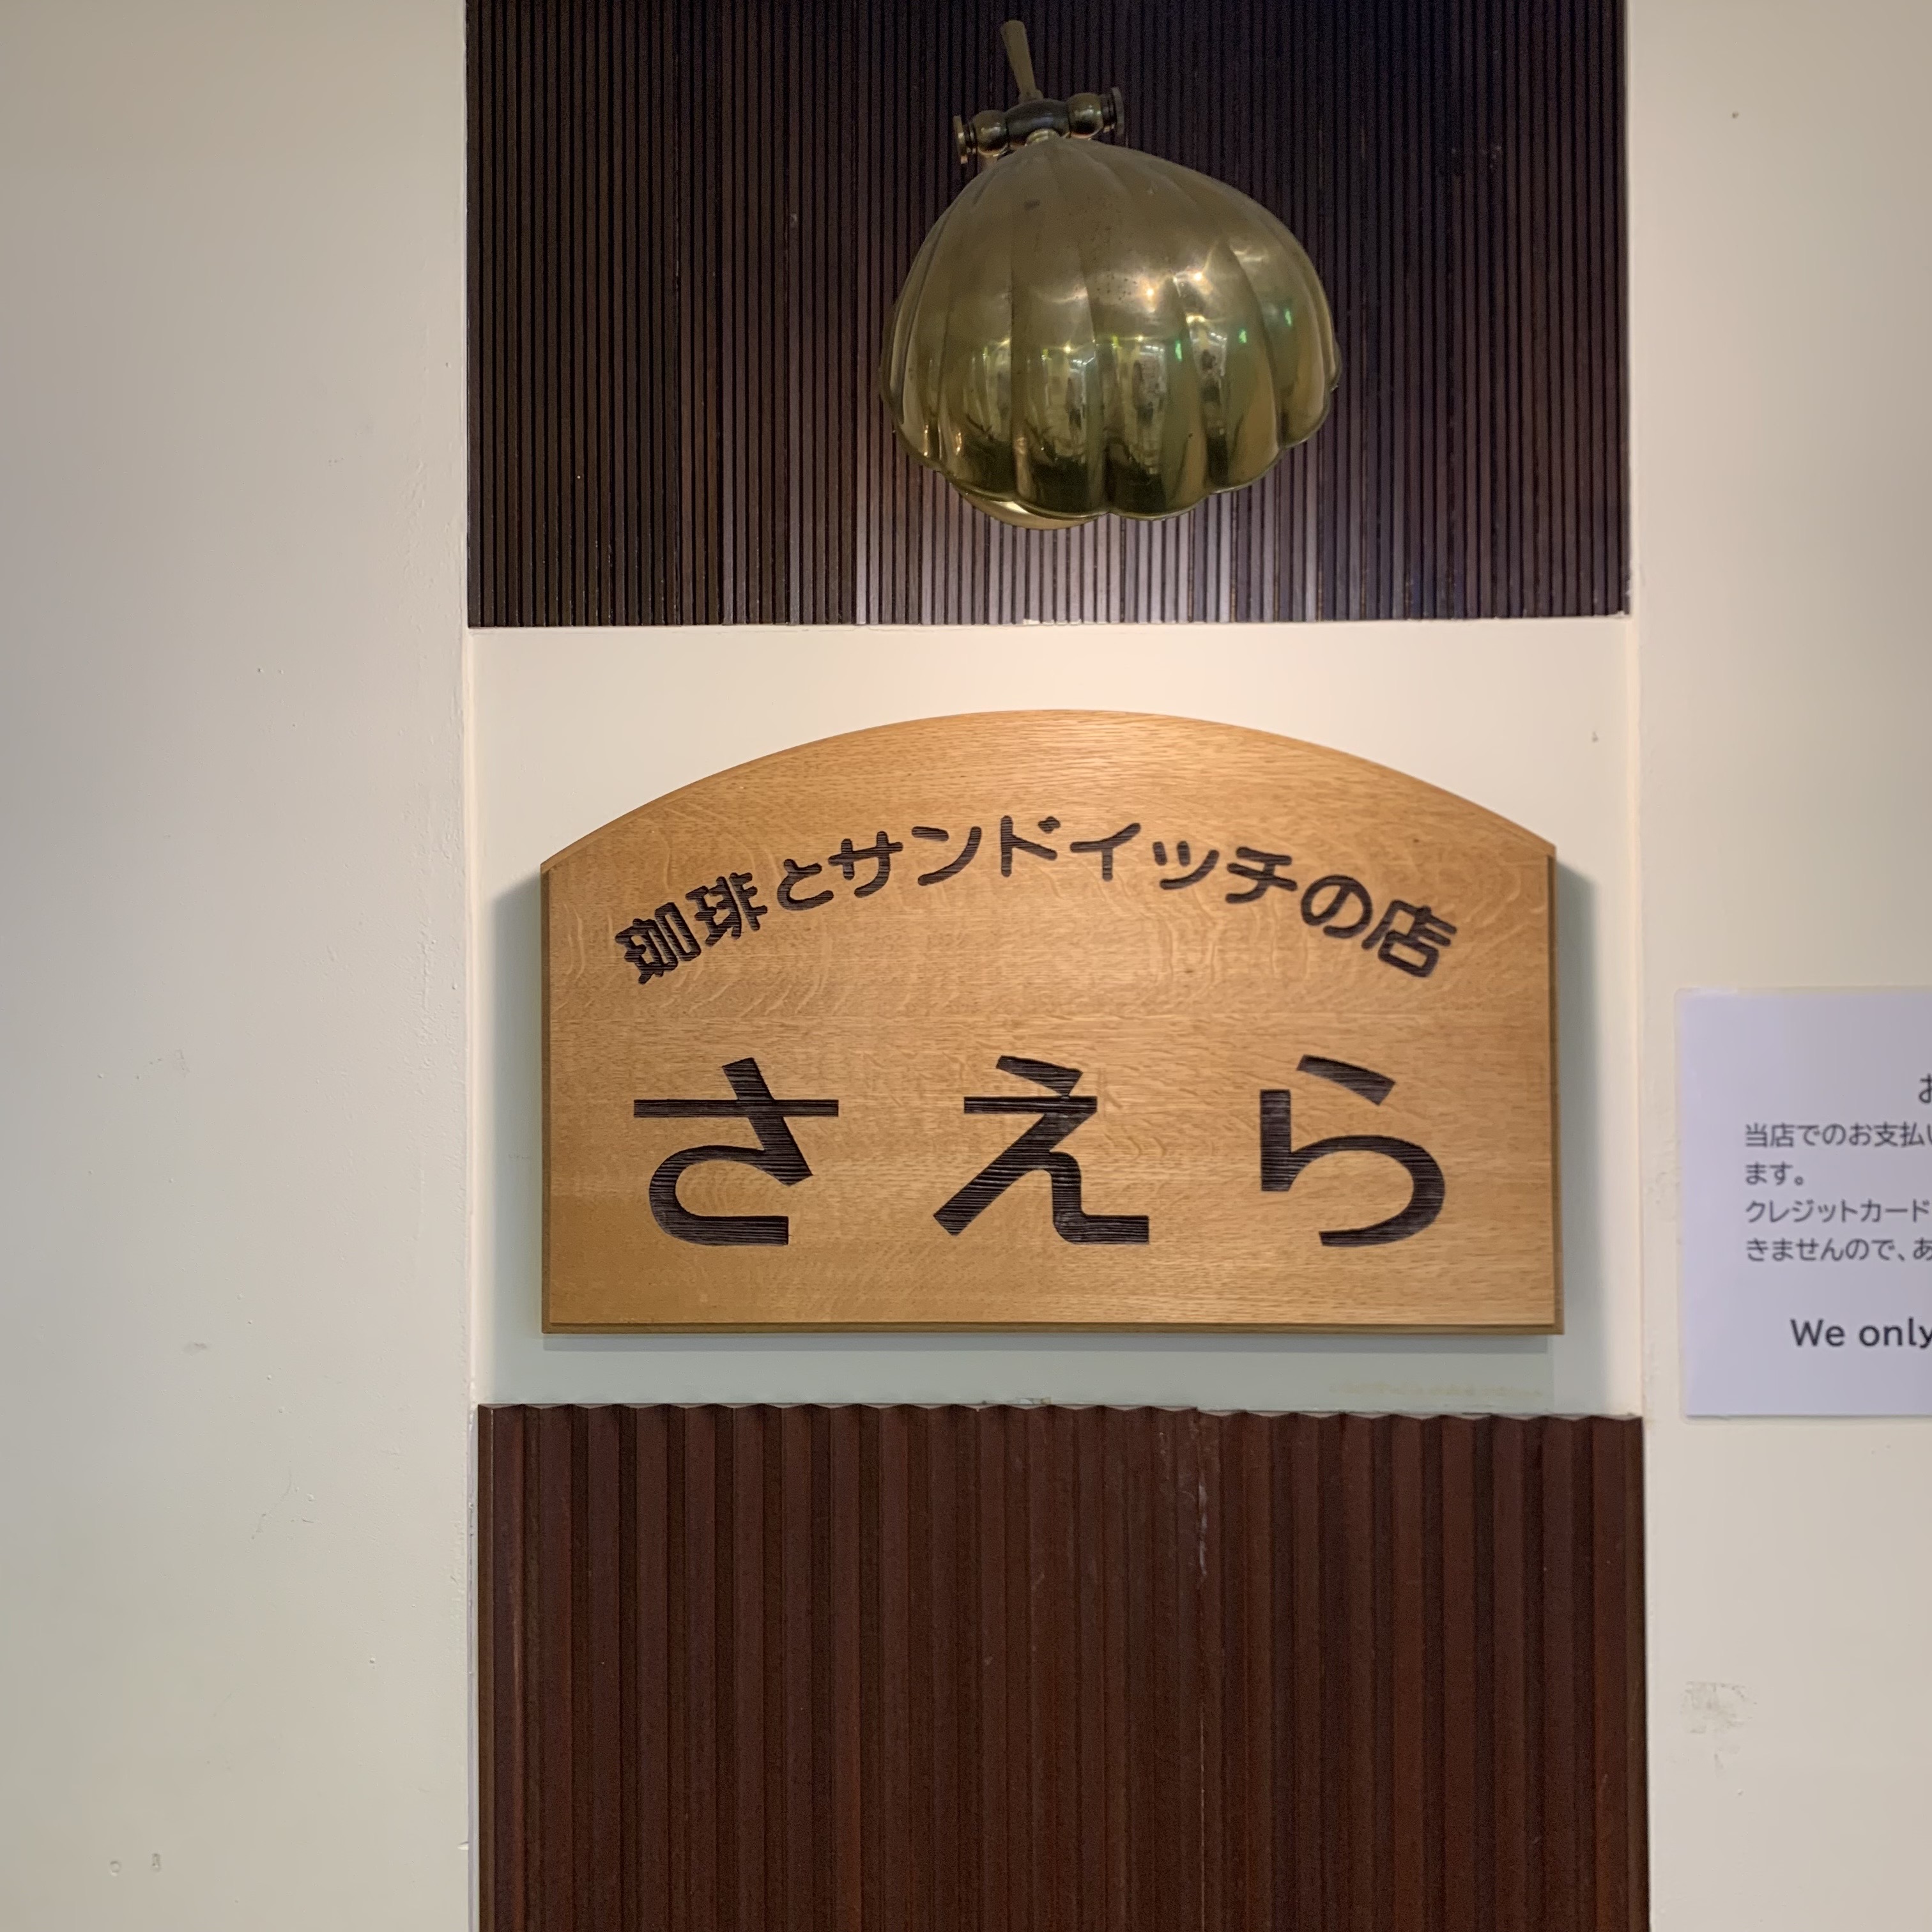 珈琲とサンドイッチの店
さえら
当店でのお支払い
ます。
クレジットカード
きませんので、あ
We only